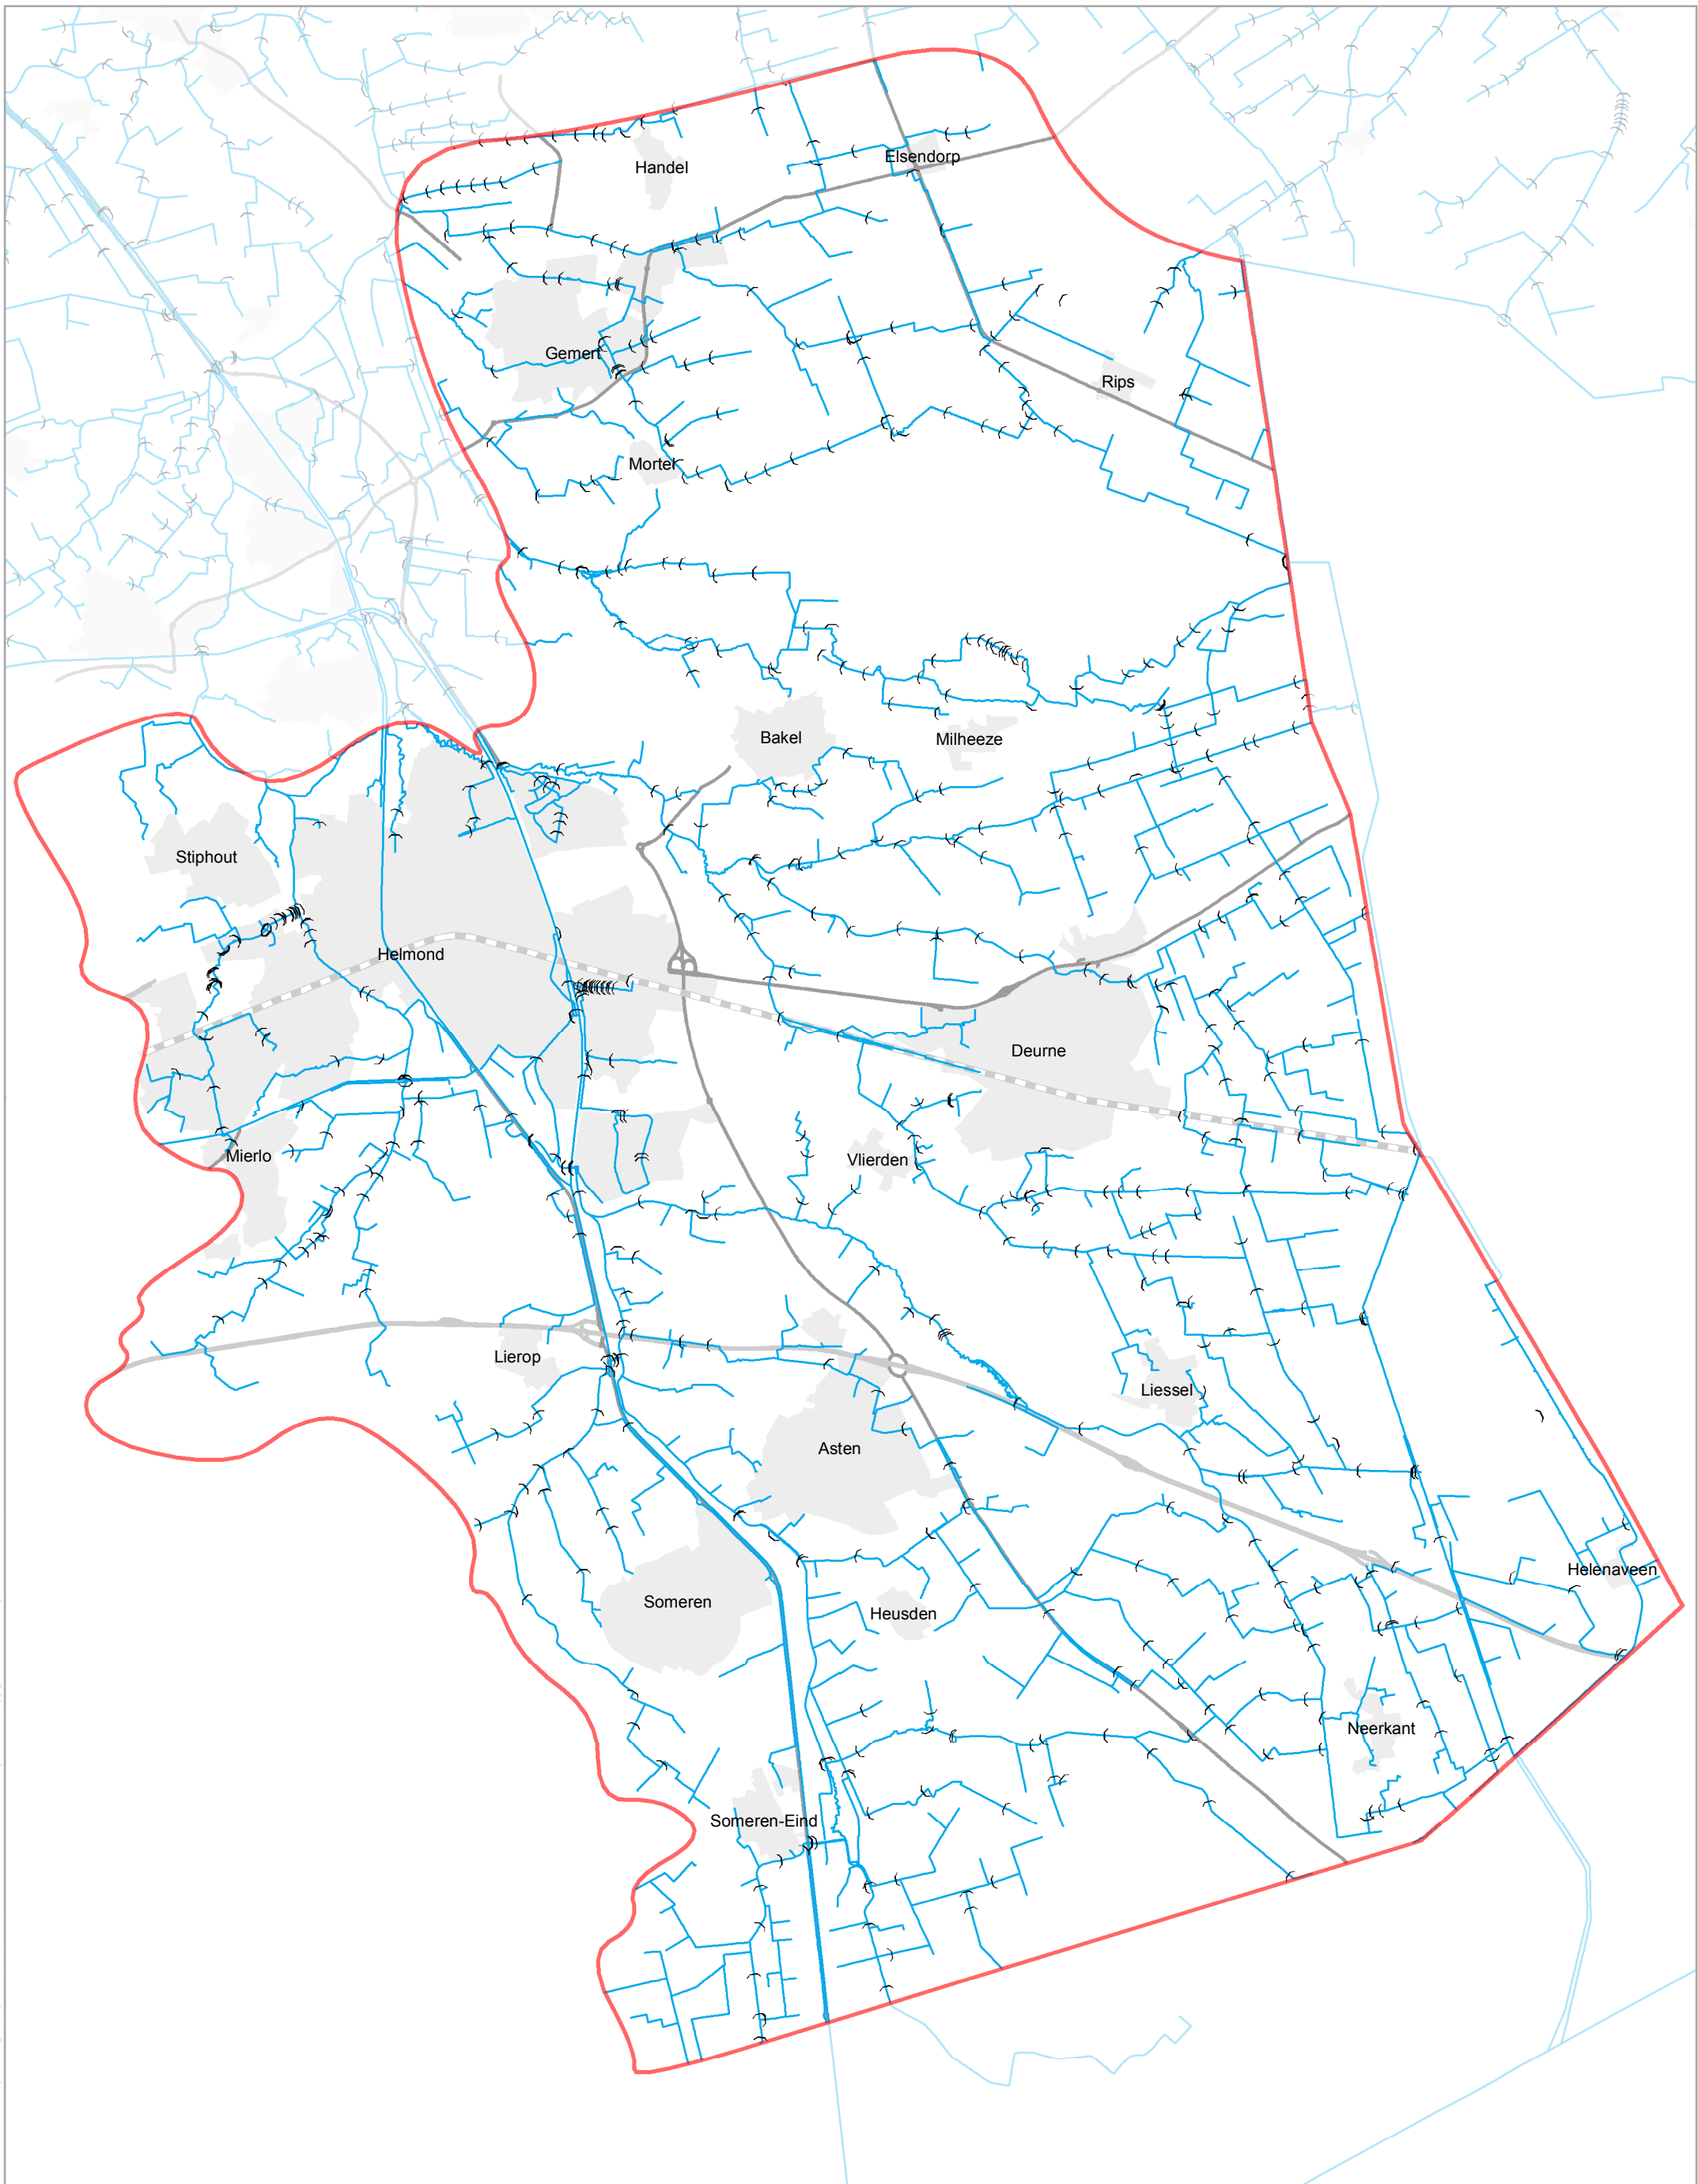 Elsendorp
Handel
Gemert
Rips
Mortel
Bakel
Milheeze
Stiphout
Helmond
Deurne
Mierlo
Vlierden
Lierop
Liessel
Asten
Helenaveen
Someren
Heusden
Neerkant
Someren-Eind